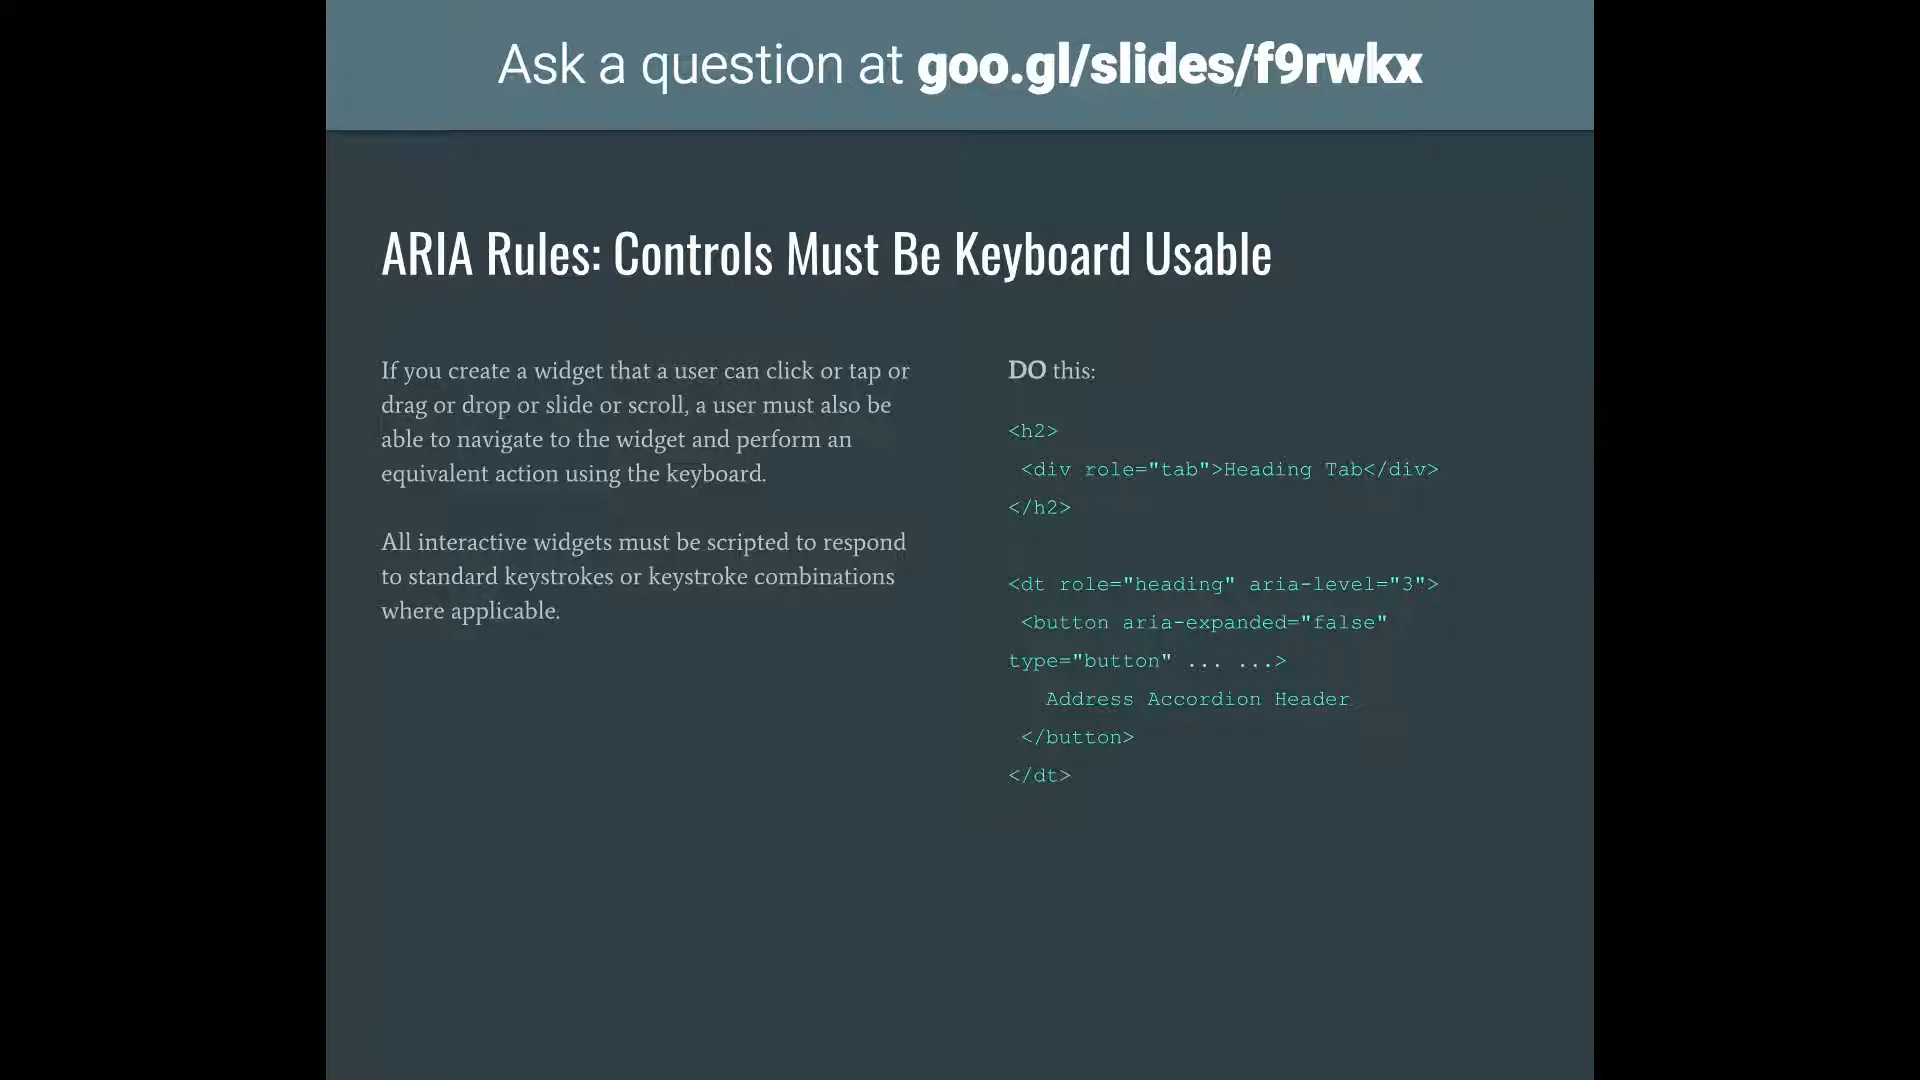 Ask a question at goo.gl/slides/f9rwkx
ARIA Rules: Controls Must Be Keyboard Usable
If you create a widget that a user can click or tap or
drag or drop or slide or scroll, a user must also be
able to navigate to the widget and perform an
equivalent action using the keyboard.
All interactive widgets must be scripted to respond
to standard keystrokes or keystroke combinations
where applicable.
DO this:
<h2>
<div role="tab">Heading Tab</div>
</h2>
<dt role="heading" aria-level="3">
<button aria-expanded="false"
type="button" ... ...>
Address Accordion Header
</button>
</dt>